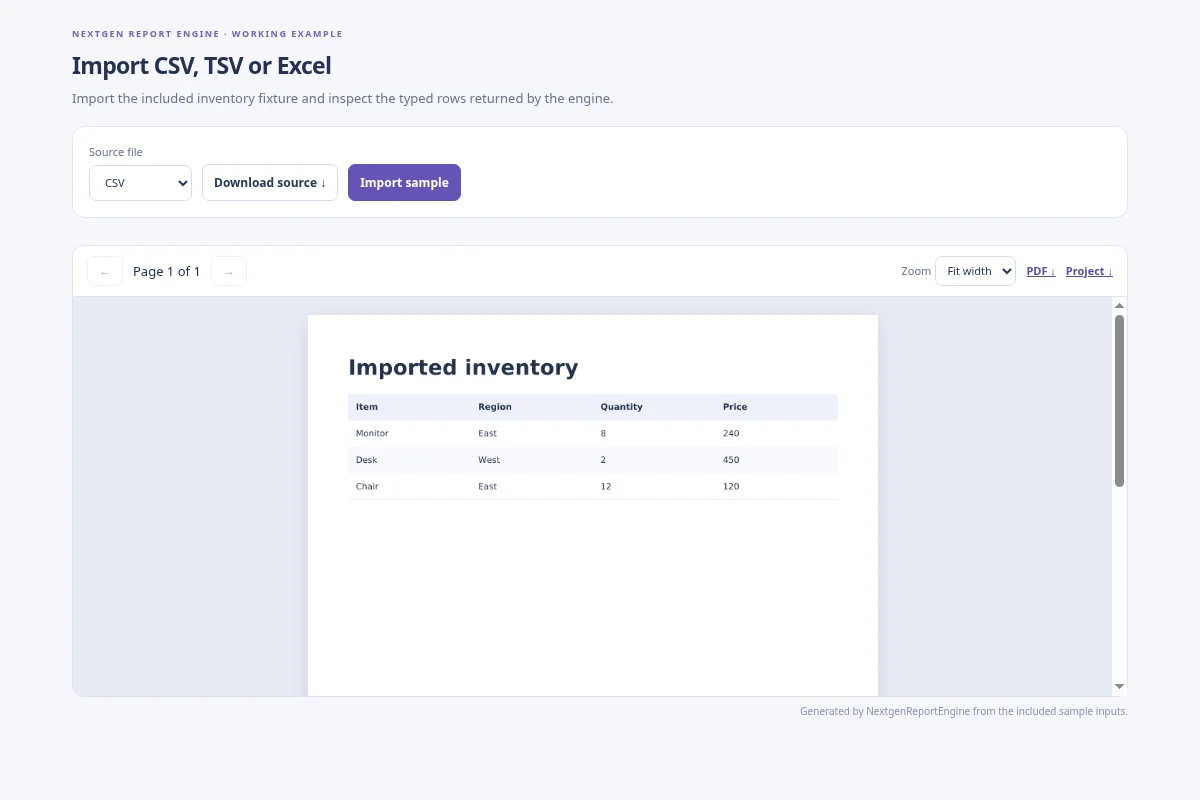 NEXTGEN REPORT ENGINE · WORKING EXAMPLE
Import CSV, TSV or Excel
Import the included inventory fixture and inspect the typed rows returned by the engine.
Source file
CSV Download source ↓ Import sample
← Page 1 of 1 → Zoom Fit width PDF ↓ Project ↓
Imported inventory
Item Region Quantity Price
Monitor East 8 240
Desk West 2 450
Chair East 12 120
Generated by NextgenReportEngine from the included sample inputs.